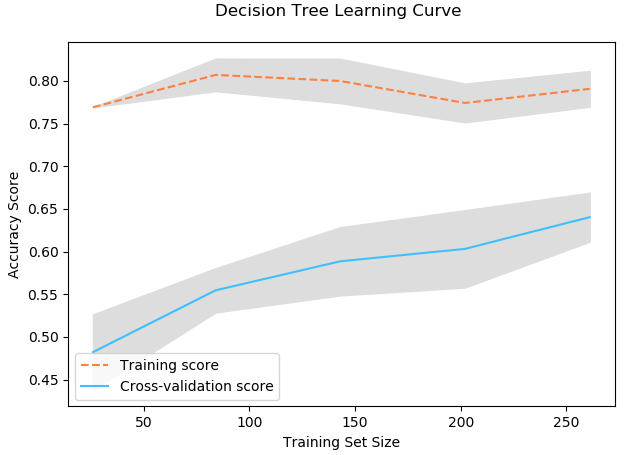 Decision Tree Learning Curve
0.80
0.75
0.70
0.65
0.60
0.55
0.50
0.45
Accuracy Score
Training score
Cross-validation score
50
100
150
200
250
Training Set Size